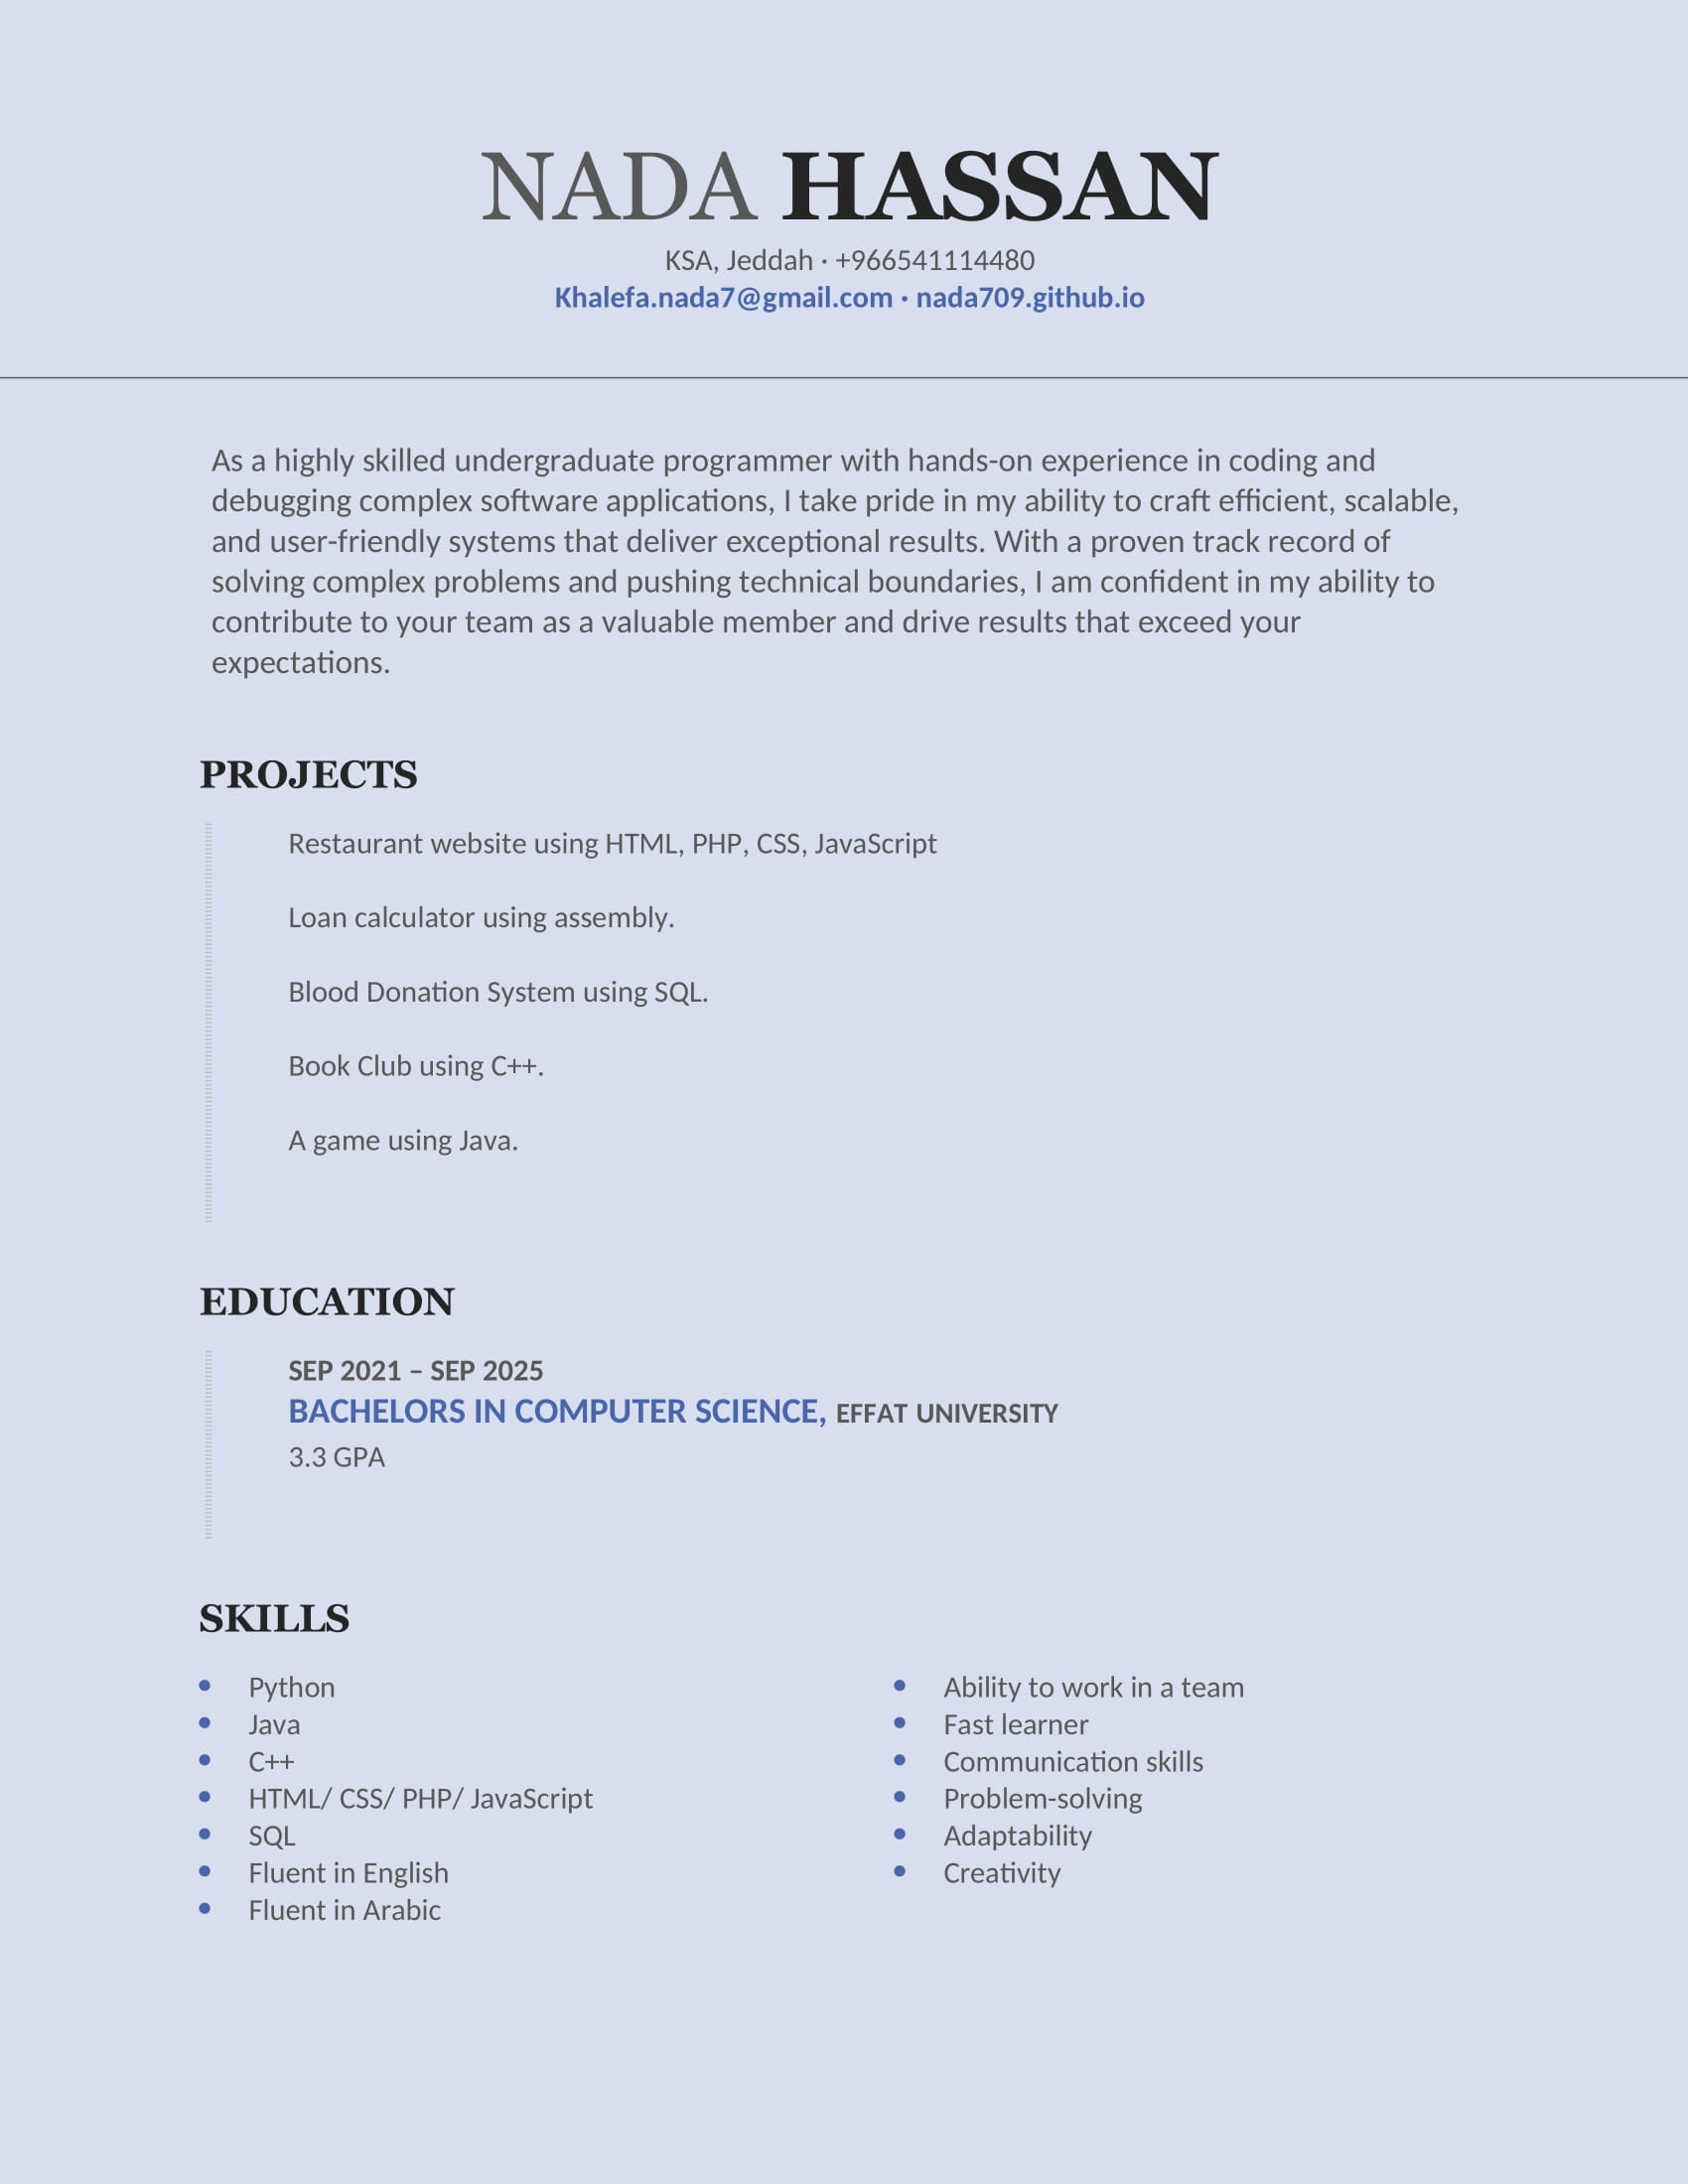 NADA HASSAN
KSA, Jeddah · +966541114480
Khalefa.nada7@gmail.com · nada709.github.io
As a highly skilled undergraduate programmer with hands-on experience in coding and
debugging complex software applications, I take pride in my ability to craft efficient, scalable,
and user-friendly systems that deliver exceptional results. With a proven track record of
solving complex problems and pushing technical boundaries, I am confident in my ability to
contribute to your team as a valuable member and drive results that exceed your
expectations.
PROJECTS
Restaurant website using HTML, PHP, CSS, JavaScript
Loan calculator using assembly.
Blood Donation System using SQL.
Book Club using C++.
A game using Java.
EDUCATION
SEP 2021 – SEP 2025
BACHELORS IN COMPUTER SCIENCE, EFFAT UNIVERSITY
3.3 GPA
SKILLS
• Python
• Java
• C++
• HTML/ CSS/ PHP/ JavaScript
• SQL
• Fluent in English
• Fluent in Arabic
• Ability to work in a team
• Fast learner
• Communication skills
• Problem-solving
• Adaptability
• Creativity